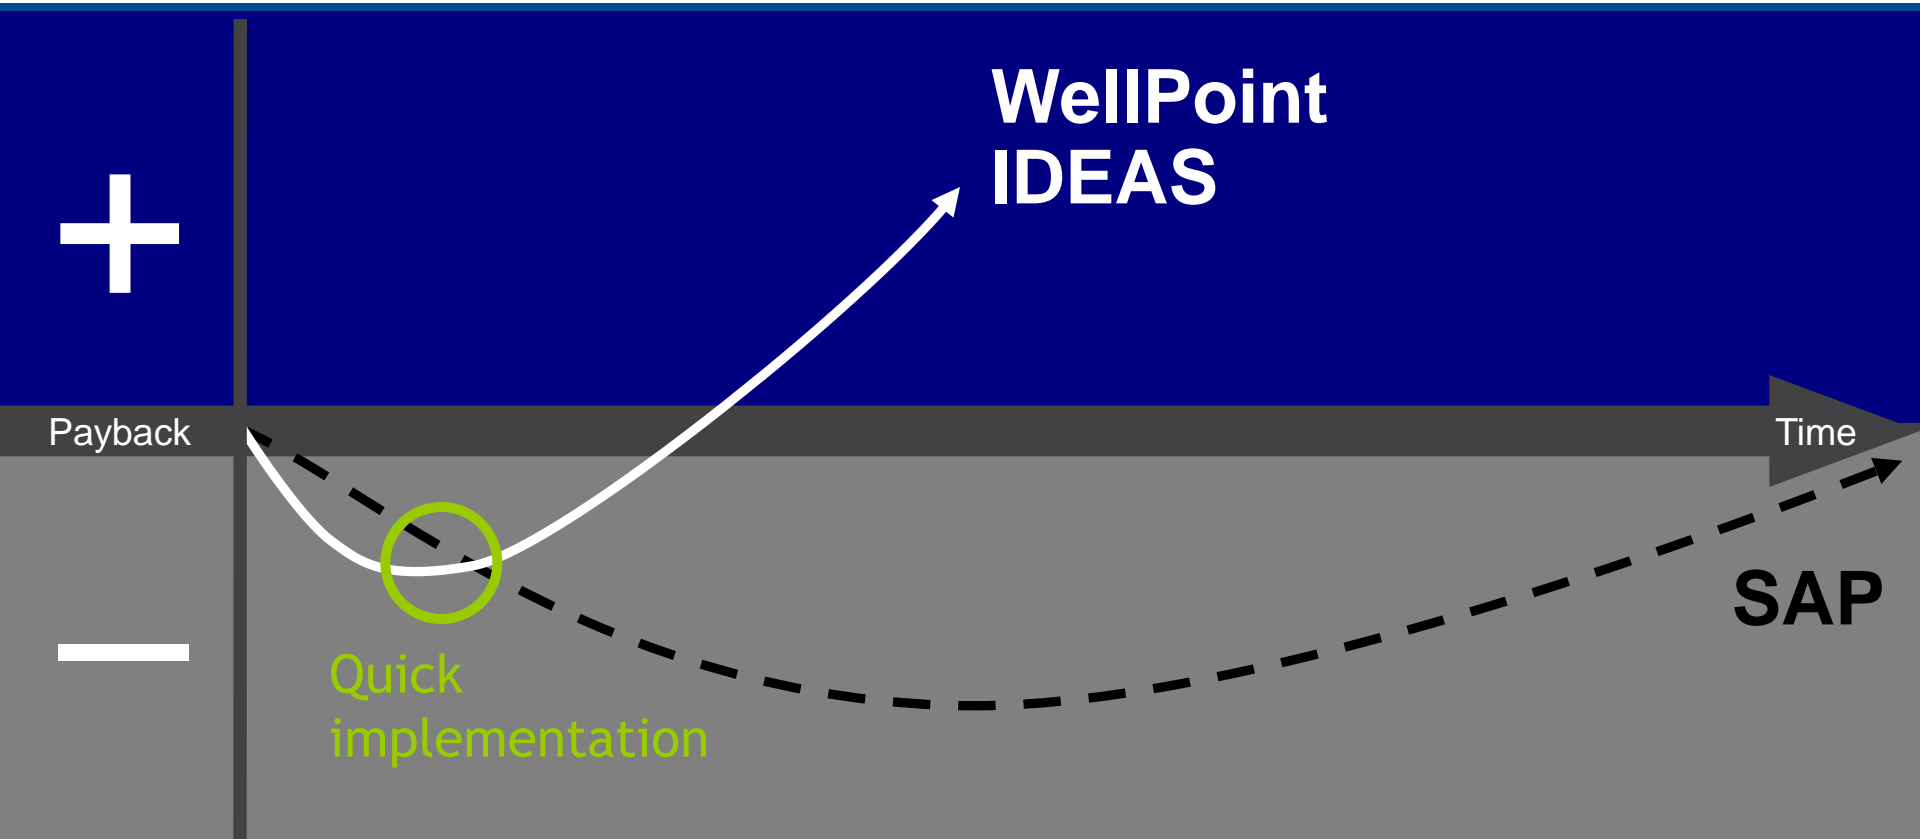 WellPoint
IDEAS
+
Payback
Time
SAP
–
Quick
implementation